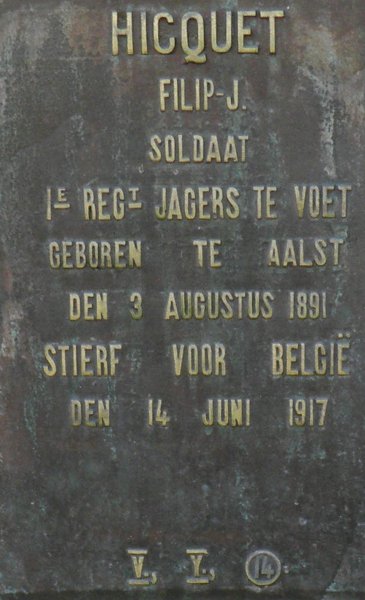 HICQUET
FILIP-J.
SOLDAAT
1E REGT JAGERS TE VOET
GEBOREN TE AALST
DEN 3 AUGUSTUS 1891
STIERF VOOR BELGIË
DEN 14 JUNI 1917
V., Y., 14